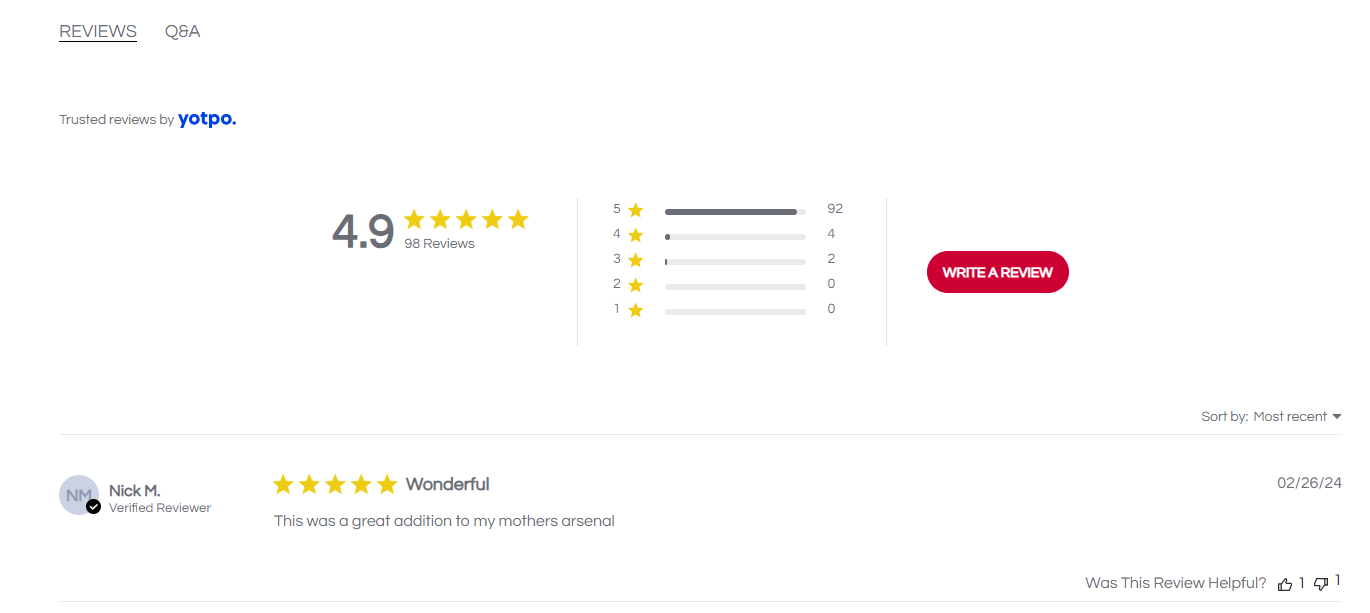 REVIEWS Q&A
Trusted reviews by yotpo.
4.9
98 Reviews
5 92
4 4
3 2
2 0
1 0
WRITE A REVIEW
Sort by: Most recent
NM
Nick M.
Verified Reviewer
Wonderful
02/26/24
This was a great addition to my mothers arsenal
Was This Review Helpful? 1 1